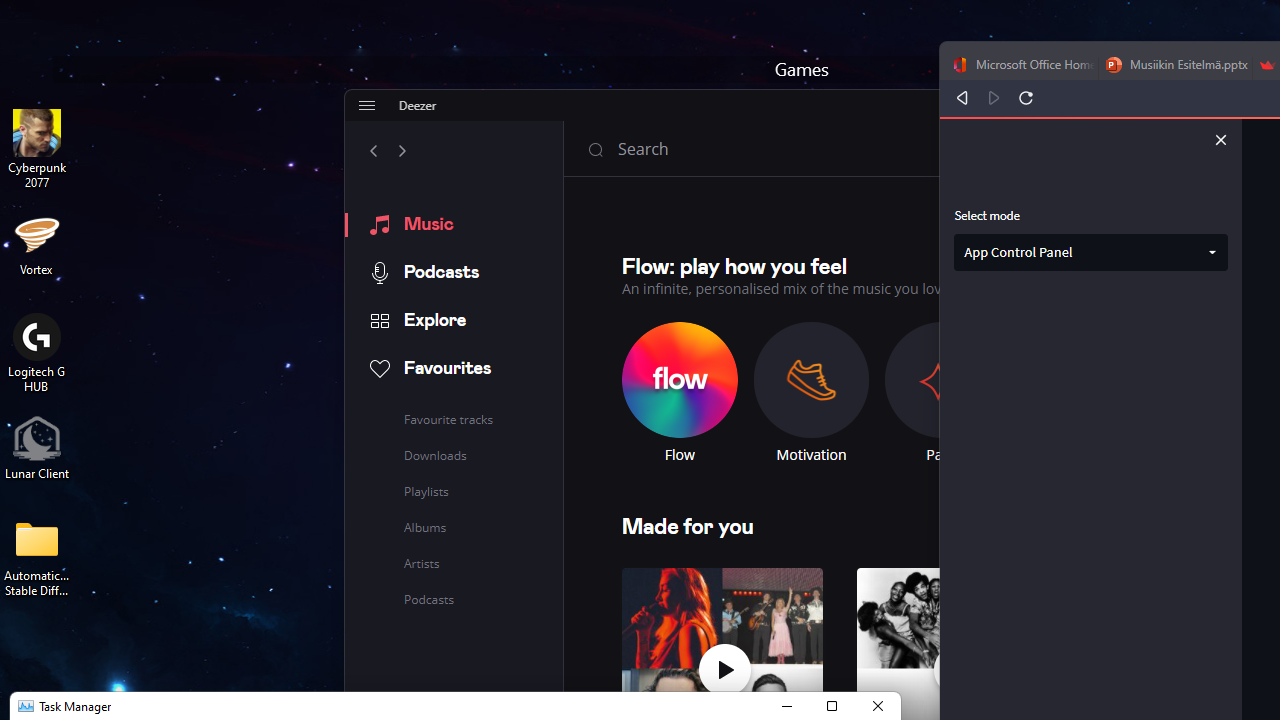 Games
Cyberpunk
2077
Vortex
Logitech G
HUB
Lunar Client
Automatic...
Stable Diff...
Deezer
Search
Music
Podcasts
Explore
Favourites
Favourite tracks
Downloads
Playlists
Albums
Artists
Podcasts
Flow: play how you feel
An infinite, personalised mix of the music you lov
flow
Flow
Motivation
Pa
Made for you
Microsoft Office Home
Musiikin Esitelmä.pptx
Select mode
App Control Panel
Task Manager